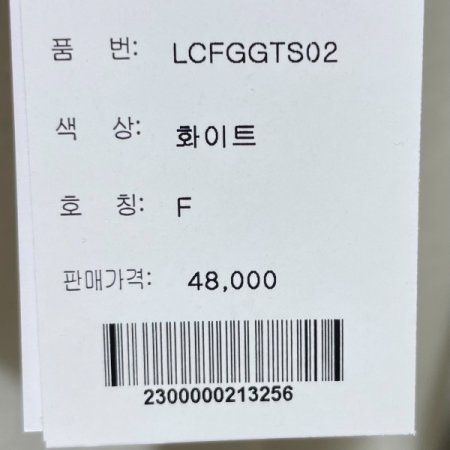 품 번: LCFGGTS02
색 상: 화이트
호 칭: F
판매가격: 48,000
2300000213256